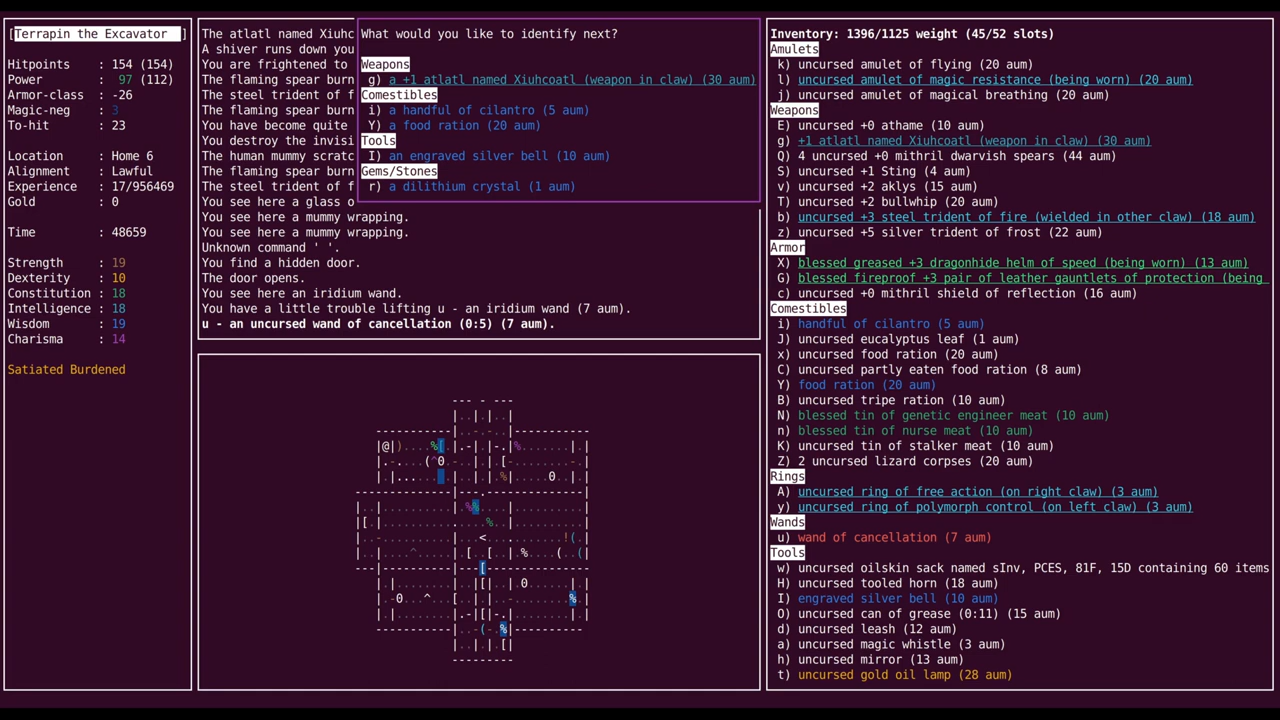 [Terrapin the Excavator ]
Hitpoints : 154 (154)
Power : 97 (112)
Armor-class : -26
Magic-neg : 3
To-hit : 23
Location : Home 6
Alignment : Lawful
Experience : 17/956469
Gold : 0
Time : 48659
Strength : 19
Dexterity : 10
Constitution : 18
Intelligence : 18
Wisdom : 19
Charisma : 14
Satiated Burdened
The atlatl named Xiuhc
A shiver runs down you
You are frightened to
The flaming spear burn
The steel trident of f
The flaming spear burn
You have become quite
You destroy the invisi
The human mummy scratc
The flaming spear burn
The steel trident of f
You see here a glass o
You see here a mummy wrapping.
You see here a mummy wrapping.
Unknown command ' '.
You find a hidden door.
The door opens.
You see here an iridium wand.
You have a little trouble lifting u - an iridium wand (7 aum).
u - an uncursed wand of cancellation (0:5) (7 aum).
What would you like to identify next?
Weapons
g) a +1 atlatl named Xiuhcoatl (weapon in claw) (30 aum)
Comestibles
i) a handful of cilantro (5 aum)
Y) a food ration (20 aum)
Tools
I) an engraved silver bell (10 aum)
Gems/Stones
r) a dilithium crystal (1 aum)
Inventory: 1396/1125 weight (45/52 slots)
Amulets
k) uncursed amulet of flying (20 aum)
l) uncursed amulet of magic resistance (being worn) (20 aum)
j) uncursed amulet of magical breathing (20 aum)
Weapons
E) uncursed +0 athame (10 aum)
g) +1 atlatl Xiuhcoatl (weapon in claw) (30 aum)
Q) 4 uncursed +0 mithril dwarvish spears (44 aum)
S) uncursed +1 Sting (4 aum)
v) uncursed +2 aklys (15 aum)
T) uncursed +2 bullwhip (20 aum)
b) uncursed +3 steel trident of fire (wielded in other claw) (18 aum)
z) uncursed +5 silver trident of frost (22 aum)
Armor
X) blessed greased +3 dragonhide helm of speed (being worn) (13 aum)
G) blessed fireproof +3 pair of leather gauntlets of protection (being
c) uncursed +0 mithril shield of reflection (16 aum)
Comestibles
i) handful of cilantro (5 aum)
J) uncursed eucalyptus leaf (1 aum)
x) uncursed food ration (20 aum)
C) uncursed partly eaten food ration (8 aum)
Y) food ration (20 aum)
B) uncursed tripe ration (10 aum)
N) blessed tin of genetic engineer meat (10 aum)
n) blessed tin of nurse meat (10 aum)
K) uncursed tin of stalker meat (10 aum)
Z) 2 uncursed lizard corpses (20 aum)
Rings
A) uncursed ring of free action (on right claw) (3 aum)
y) uncursed ring of polymorph control (on left claw) (3 aum)
Wands
u) wand of cancellation (7 aum)
Tools
w) uncursed oilskin sack named sInv, PCES, 81F, 15D containing 60 items
H) uncursed tooled horn (18 aum)
I) engraved silver bell (10 aum)
O) uncursed can of grease (0:11) (15 aum)
d) uncursed leash (12 aum)
a) uncursed magic whistle (3 aum)
h) uncursed mirror (13 aum)
t) uncursed gold oil lamp (28 aum)